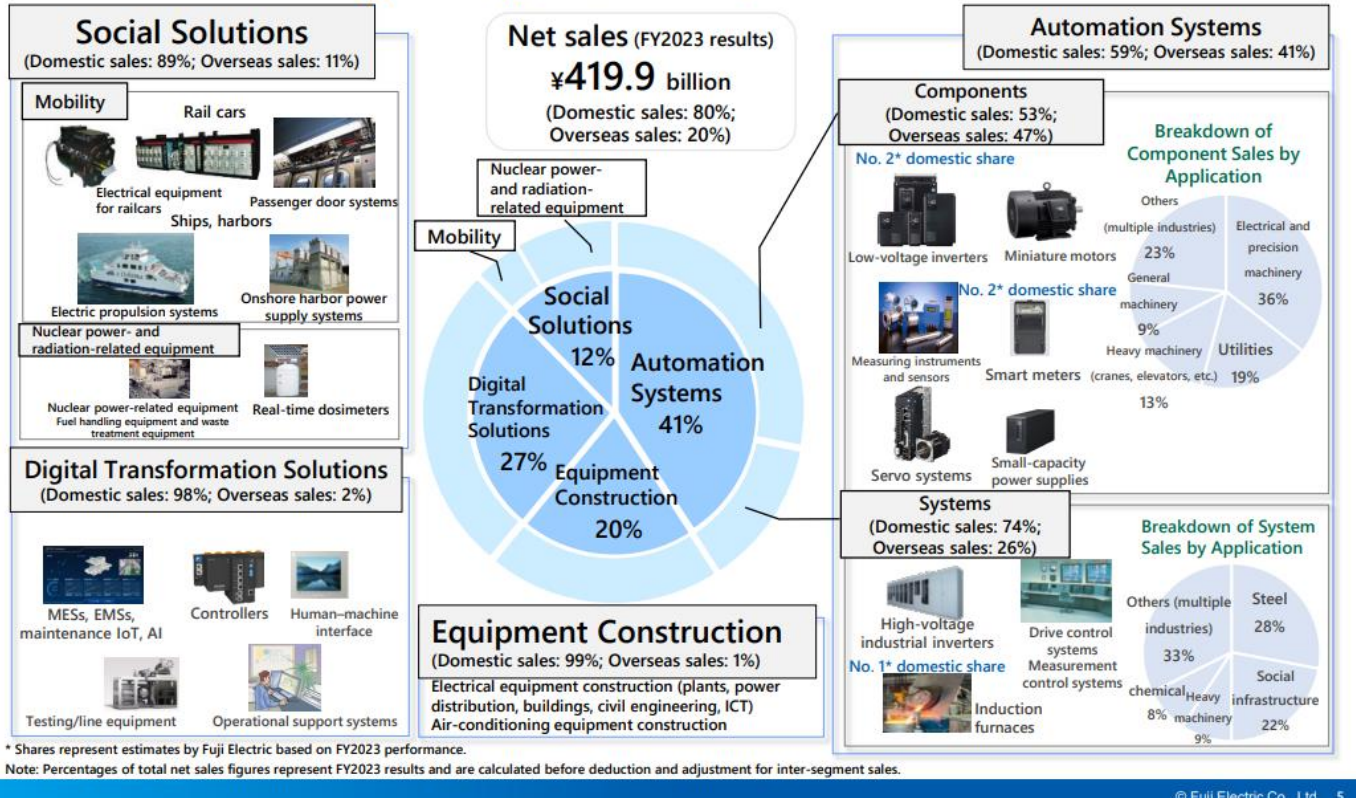 Social Solutions
(Domestic sales: 89%; Overseas sales: 11%)
Mobility
Rail cars
Electrical equipment
for railcars
Passenger door systems
Ships, harbors
Electric propulsion systems
Onshore harbor power
supply systems
Nuclear power- and
radiation-related equipment
Nuclear power-related equipment
Fuel handling equipment and waste
treatment equipment
Real-time dosimeters
Digital Transformation Solutions
(Domestic sales: 98%; Overseas sales: 2%)
MESs, EMSs,
maintenance IoT, AI
Controllers
Human–machine
interface
Testing/line equipment
Operational support systems
Net sales (FY2023 results)
¥419.9 billion
(Domestic sales: 80%;
Overseas sales: 20%)
Nuclear power-
and radiation-
related equipment
Mobility
Social
Solutions
12%
Automation
Systems
41%
Digital
Transformation
Solutions
27%
Equipment
Construction
20%
Equipment Construction
(Domestic sales: 99%; Overseas sales: 1%)
Electrical equipment construction (plants, power
distribution, buildings, civil engineering, ICT)
Air-conditioning equipment construction
Automation Systems
(Domestic sales: 59%; Overseas sales: 41%)
Components
(Domestic sales: 53%;
Overseas sales: 47%)
No. 2* domestic share
Low-voltage inverters
Miniature motors
No. 2* domestic share
Measuring instruments
and sensors
Smart meters
Servo systems
Small-capacity
power supplies
Breakdown of
Component Sales by
Application
Others
(multiple industries)
23%
Electrical and
precision
machinery
36%
General
machinery
9%
Heavy machinery
(cranes, elevators, etc.)
13%
Utilities
19%
Systems
(Domestic sales: 74%;
Overseas sales: 26%)
High-voltage
industrial inverters
Drive control
systems
Measurement
control systems
No. 1* domestic share
Induction
furnaces
Breakdown of System
Sales by Application
Others (multiple
industries)
33%
Steel
28%
Social
infrastructure
22%
chemical
8%
Heavy
machinery
9%
* Shares represent estimates by Fuji Electric based on FY2023 performance.
Note: Percentages of total net sales figures represent FY2023 results and are calculated before deduction and adjustment for inter-segment sales.
© Fuji Electric Co., Ltd. 5